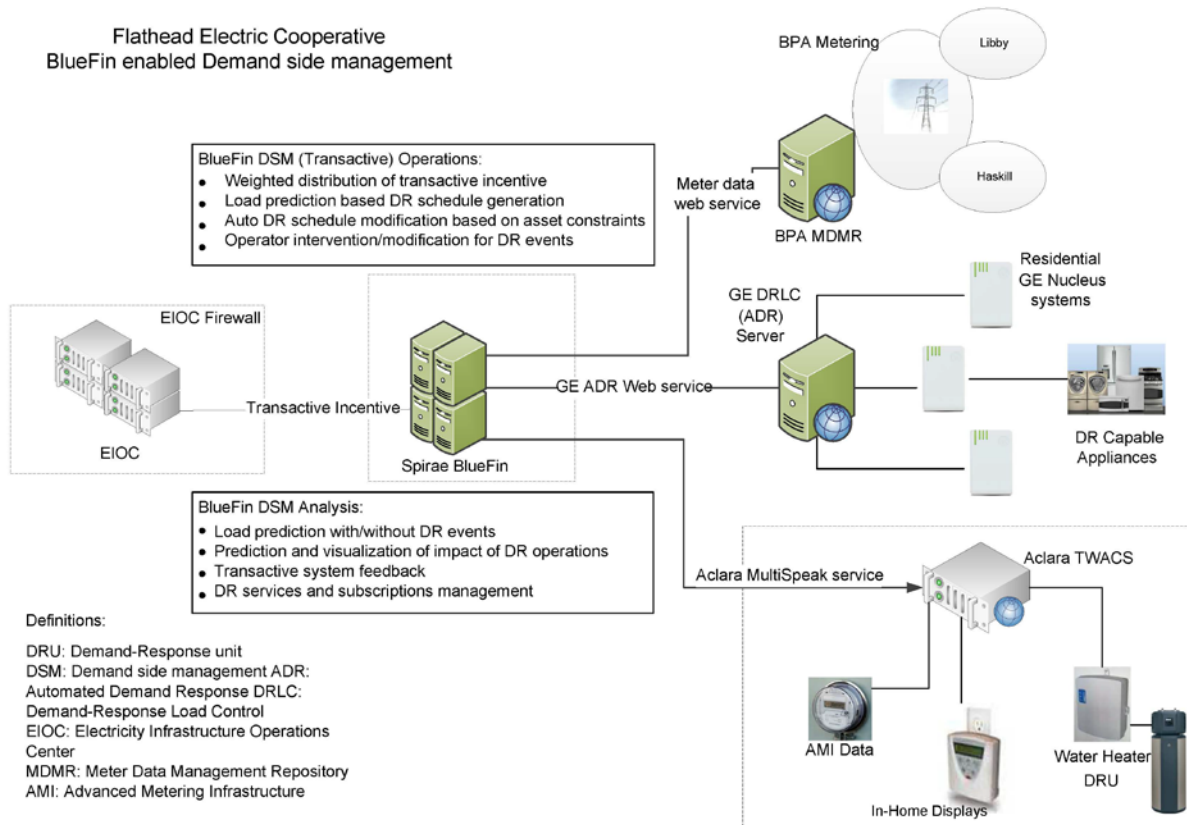 Flathead Electric Cooperative
BlueFin enabled Demand side management
BPA Metering
Libby
Haskill
BlueFin DSM (Transactive) Operations:
● Weighted distribution of transactive incentive
● Load prediction based DR schedule generation
● Auto DR schedule modification based on asset constraints
● Operator intervention/modification for DR events
Meter data
web service
BPA MDMR
EIOC Firewall
EIOC
Transactive Incentive
Spirae BlueFin
GE ADR Web service
GE DRLC
(ADR)
Server
Residential
GE Nucleus
systems
DR Capable
Appliances
BlueFin DSM Analysis:
● Load prediction with/without DR events
● Prediction and visualization of impact of DR operations
● Transactive system feedback
● DR services and subscriptions management
Aclara MultiSpeak service
Aclara TWACS
AMI Data
In-Home Displays
Water Heater
DRU
Definitions:
DRU: Demand-Response unit
DSM: Demand side management ADR:
Automated Demand Response DRLC:
Demand-Response Load Control
EIOC: Electricity Infrastructure Operations
Center
MDMR: Meter Data Management Repository
AMI: Advanced Metering Infrastructure